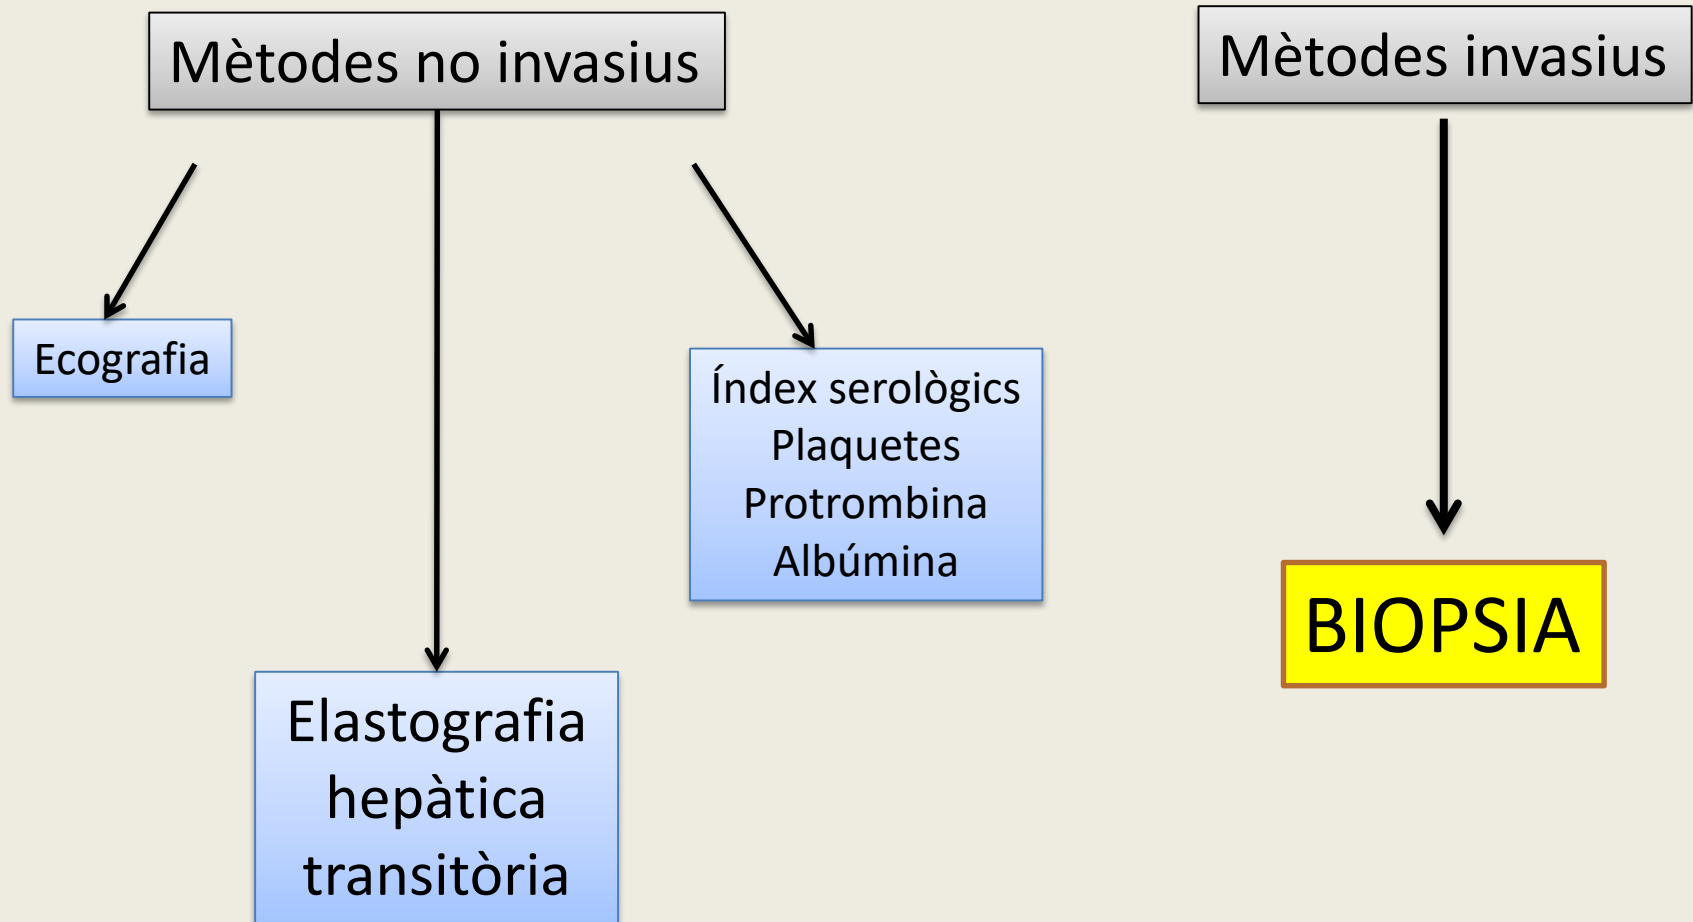 Mètodes no invasius
Mètodes invasius
Ecografia
Índex serològics
Plaquetes
Protrombina
Albúmina
BIOPSIA
Elastografia
hepàtica
transitòria